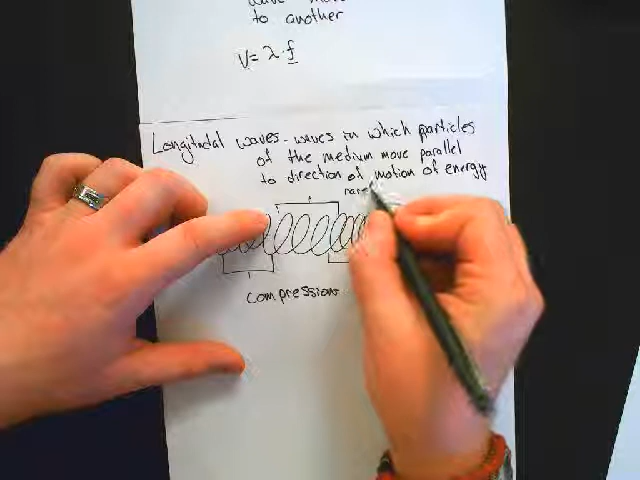 to another
V = λ · f
Longitudal waves - waves in which particles
of the medium move parallel
to direction of motion of energy
compression